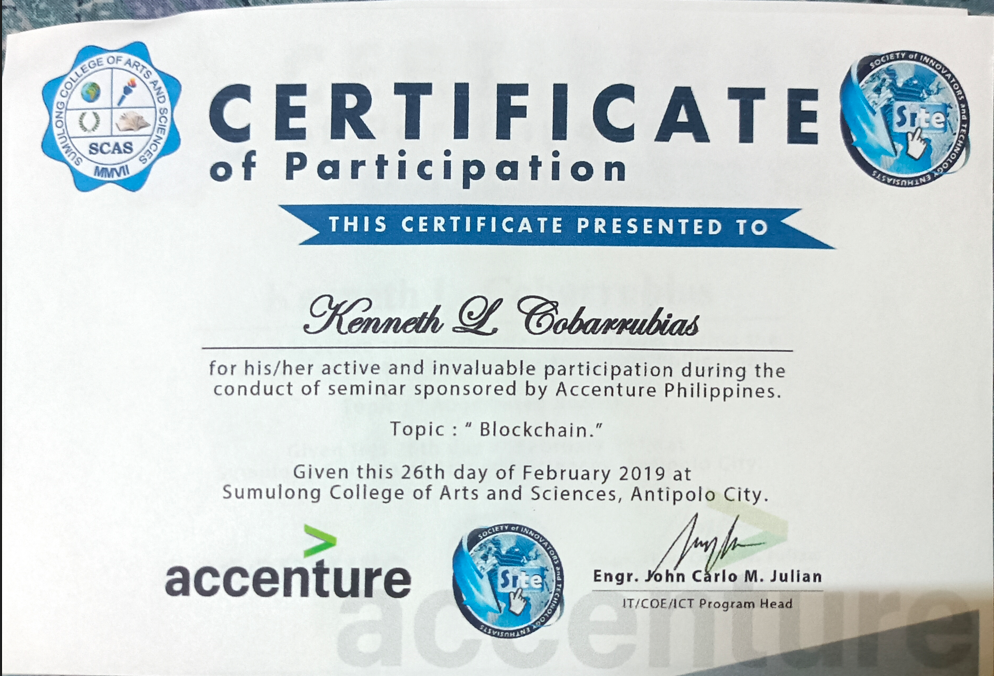 SUMULONG COLLEGE OF ARTS AND SCIENCES
SCAS
MMVII
CERTIFICATE
of Participation
SOCIETY of INNOVATORS and TECHNOLOGY ENTHUSIASTS
Srte
THIS CERTIFICATE PRESENTED TO
Kenneth L. Cobarrubias
for his/her active and invaluable participation during the
conduct of seminar sponsored by Accenture Philippines.
Topic : “ Blockchain.”
Given this 26th day of February 2019 at
Sumulong College of Arts and Sciences, Antipolo City.
accenture
SOCIETY of INNOVATORS and TECHNOLOGY ENTHUSIASTS
Srte
Engr. John Carlo M. Julian
IT/COE/ICT Program Head
accenture